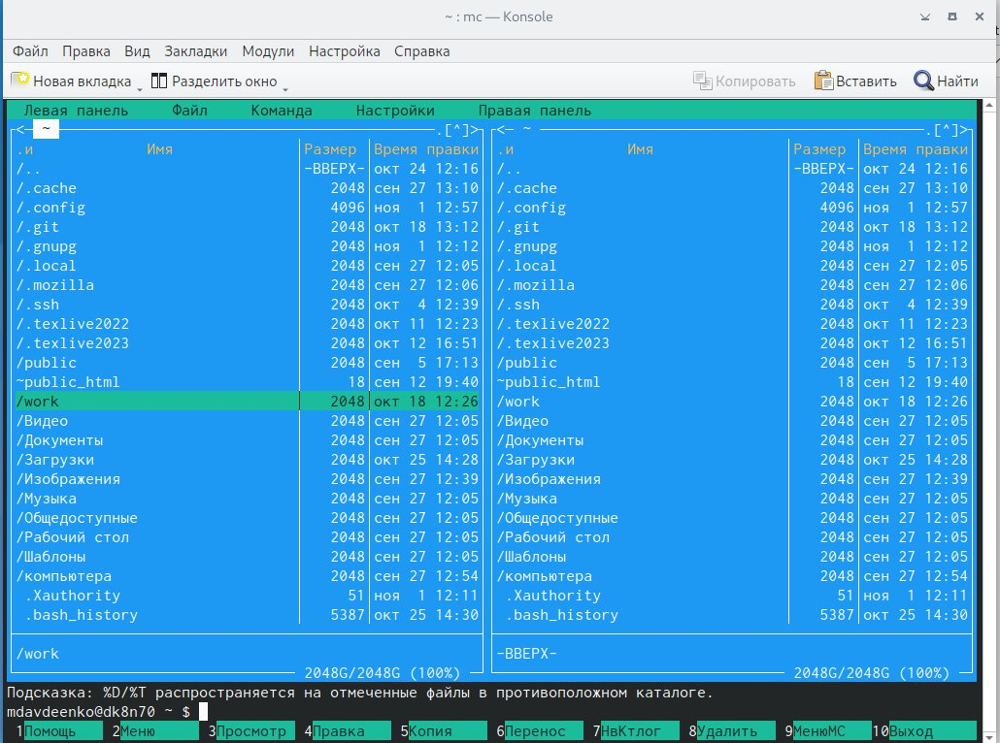 ~ : mc — Konsole
Файл Правка Вид Закладки Модули Настройка Справка
Новая вкладка Разделить окно Копировать Вставить Найти
Левая панель Файл Команда Настройки Правая панель
<─ ~ .[^]> <─ ~ .[^]>
.и Имя Размер Время правки .и Имя Размер Время правки
/.. -ВВЕРХ- окт 24 12:16 /.. -ВВЕРХ- окт 24 12:16
/.cache 2048 сен 27 13:10 /.cache 2048 сен 27 13:10
/.config 4096 ноя 1 12:57 /.config 4096 ноя 1 12:57
/.git 2048 окт 18 13:12 /.git 2048 окт 18 13:12
/.gnupg 2048 ноя 1 12:12 /.gnupg 2048 ноя 1 12:12
/.local 2048 сен 27 12:05 /.local 2048 сен 27 12:05
/.mozilla 2048 сен 27 12:06 /.mozilla 2048 сен 27 12:06
/.ssh 2048 окт 4 12:39 /.ssh 2048 окт 4 12:39
/.texlive2022 2048 окт 11 12:23 /.texlive2022 2048 окт 11 12:23
/.texlive2023 2048 окт 12 16:51 /.texlive2023 2048 окт 12 16:51
/public 2048 сен 5 17:13 /public 2048 сен 5 17:13
~public_html 18 сен 12 19:40 ~public_html 18 сен 12 19:40
/work 2048 окт 18 12:26 /work 2048 окт 18 12:26
/Видео 2048 сен 27 12:05 /Видео 2048 сен 27 12:05
/Документы 2048 сен 27 12:05 /Документы 2048 сен 27 12:05
/Загрузки 2048 окт 25 14:28 /Загрузки 2048 окт 25 14:28
/Изображения 2048 сен 27 12:39 /Изображения 2048 сен 27 12:39
/Музыка 2048 сен 27 12:05 /Музыка 2048 сен 27 12:05
/Общедоступные 2048 сен 27 12:05 /Общедоступные 2048 сен 27 12:05
/Рабочий стол 2048 сен 27 12:05 /Рабочий стол 2048 сен 27 12:05
/Шаблоны 2048 сен 27 12:05 /Шаблоны 2048 сен 27 12:05
/компьютера 2048 сен 27 12:54 /компьютера 2048 сен 27 12:54
.Xauthority 51 ноя 1 12:11 .Xauthority 51 ноя 1 12:11
.bash_history 5387 окт 25 14:30 .bash_history 5387 окт 25 14:30
/work -ВВЕРХ-
2048G/2048G (100%) 2048G/2048G (100%)
Подсказка: %D/%T распространяется на отмеченные файлы в противоположном каталоге.
mdavdeenko@dk8n70 ~ $
1Помощь 2Меню 3Просмотр 4Правка 5Копия 6Перенос 7НвКтлог 8Удалить 9МенюМС 10Выход